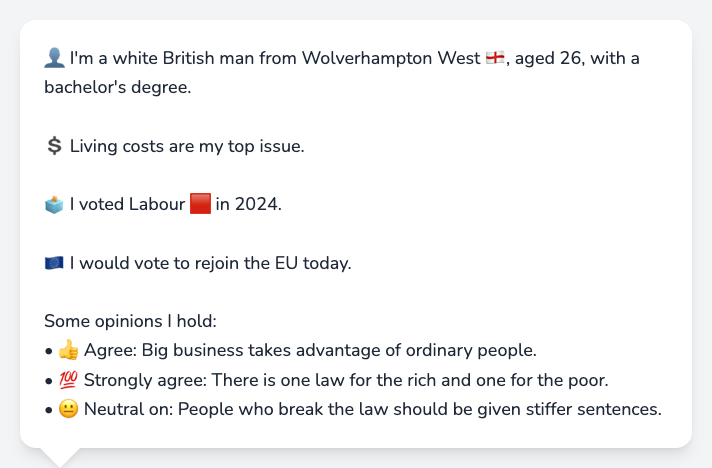 👤 I'm a white British man from Wolverhampton West 🏴󠁧󠁢󠁥󠁮󠁧󠁿, aged 26, with a
bachelor's degree.
💲 Living costs are my top issue.
🗳️ I voted Labour 🟥 in 2024.
🇪🇺 I would vote to rejoin the EU today.
Some opinions I hold:
• 👍 Agree: Big business takes advantage of ordinary people.
• 💯 Strongly agree: There is one law for the rich and one for the poor.
• 😐 Neutral on: People who break the law should be given stiffer sentences.